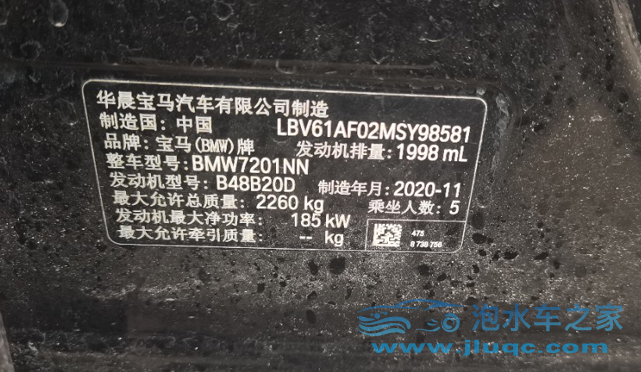 华晨宝马汽车有限公司制造
制造国：中国 LBV61AF02MSY98581
品牌：宝马(BMW)牌 发动机排量：1998 mL
整车型号：BMW7201NN
发动机型号：B48B20D 制造年月：2020-11
最大允许总质量：2260 kg 乘坐人数：5
发动机最大净功率：185 kW
最大允许牵引质量：-- kg
475
8 738 756
泡水车之家
www.jluqc.com